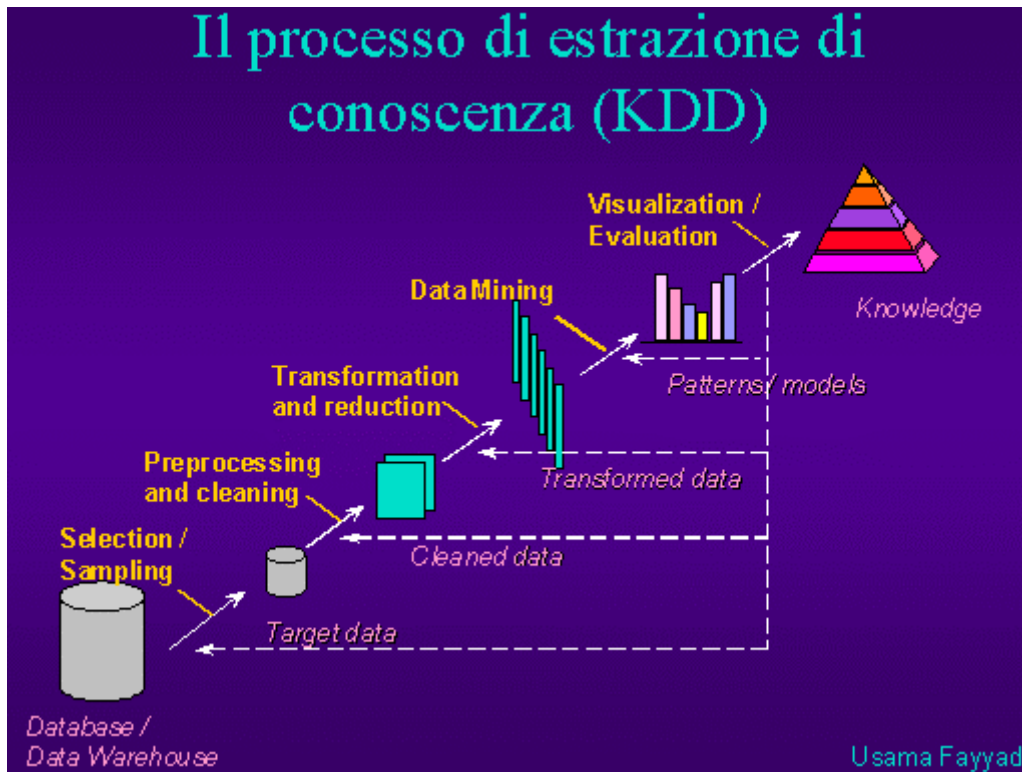 Il processo di estrazione di
conoscenza (KDD)
Visualization /
Evaluation
Knowledge
Data Mining
Patterns/ models
Transformation
and reduction
Transformed data
Preprocessing
and cleaning
Cleaned data
Selection /
Sampling
Target data
Database /
Data Warehouse
Usama Fayyad